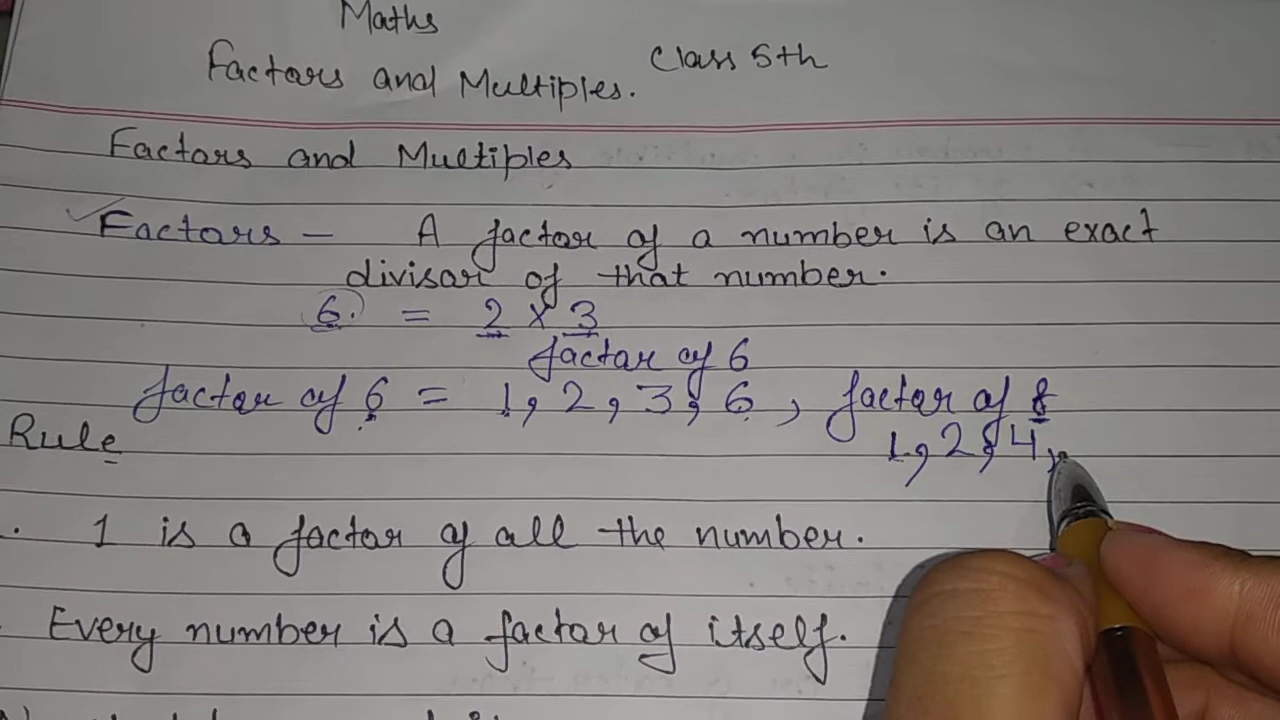 Maths
Factors and Multiples. Class 5th
Factors and Multiples
Factors - A factor of a number is an exact
divisor of that number.
6. = 2 × 3
factor of 6
factor of 6 = 1, 2, 3, 6, factor of 8
1, 2, 4,
Rule
. 1 is a factor of all the number.
Every number is a factor of itself.